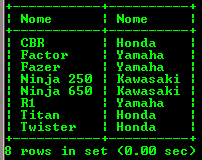 Nome Nome
CBR Honda
Factor Yamaha
Fazer Yamaha
Ninja 250 Kawasaki
Ninja 650 Kawasaki
R1 Yamaha
Titan Honda
Twister Honda
8 rows in set (0.00 sec)